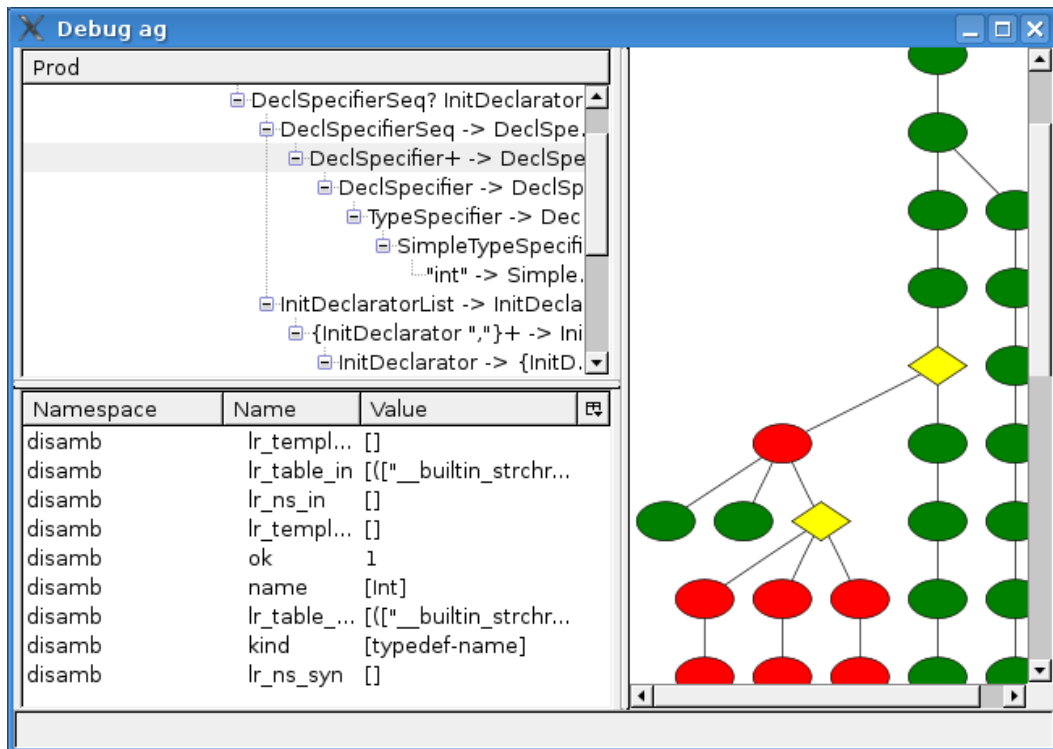 Debug ag
Prod
DeclSpecifierSeq? InitDeclarator
DeclSpecifierSeq -> DeclSpe.
DeclSpecifier+ -> DeclSpe
DeclSpecifier -> DeclSp
TypeSpecifier -> Dec
SimpleTypeSpecifi
"int" -> Simple.
InitDeclaratorList -> InitDecla
{InitDeclarator ","}+ -> Ini
InitDeclarator -> {InitD.
Namespace Name Value
disamb lr_templ... []
disamb lr_table_in [(["__builtin_strchr...
disamb lr_ns_in []
disamb lr_templ... []
disamb ok 1
disamb name [Int]
disamb lr_table_... [(["__builtin_strchr...
disamb kind [typedef-name]
disamb lr_ns_syn []